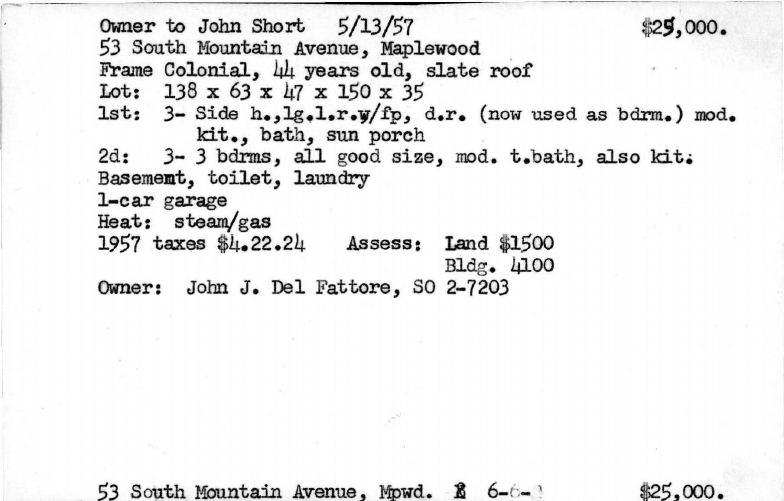 Owner to John Short 5/13/57 $25,000.
53 South Mountain Avenue, Maplewood
Frame Colonial, 44 years old, slate roof
Lot: 138 x 63 x 47 x 150 x 35
1st: 3- Side h.,lg.l.r.w/fp, d.r. (now used as bdrm.) mod.
kit., bath, sun porch
2d: 3- 3 bdrms, all good size, mod. t.bath, also kit.
Basement, toilet, laundry
1-car garage
Heat: steam/gas
1957 taxes $4.22.24 Assess: Land $1500
Bldg. 4100
Owner: John J. Del Fattore, SO 2-7203
53 South Mountain Avenue, Mpwd. 6-6- $25,000.